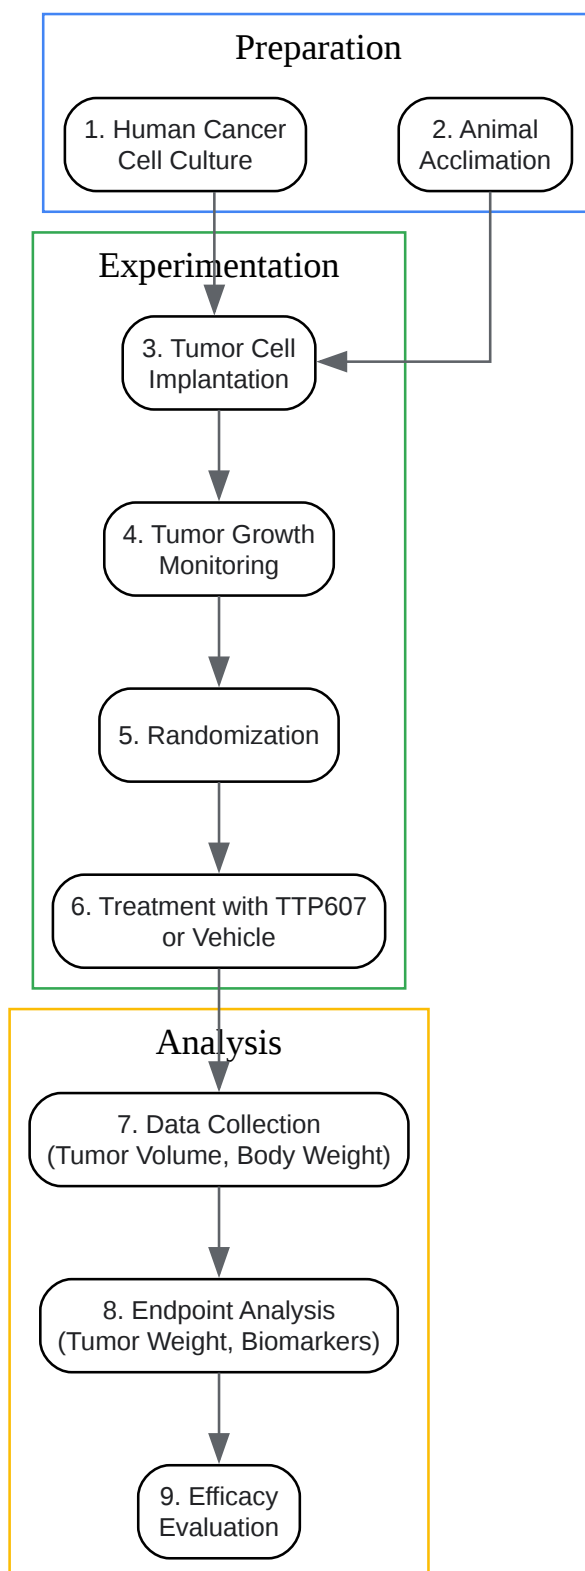 Preparation
1. Human Cancer
Cell Culture
2. Animal
Acclimation
Experimentation
3. Tumor Cell
Implantation
4. Tumor Growth
Monitoring
5. Randomization
6. Treatment with TTP607
or Vehicle
Analysis
7. Data Collection
(Tumor Volume, Body Weight)
8. Endpoint Analysis
(Tumor Weight, Biomarkers)
9. Efficacy
Evaluation